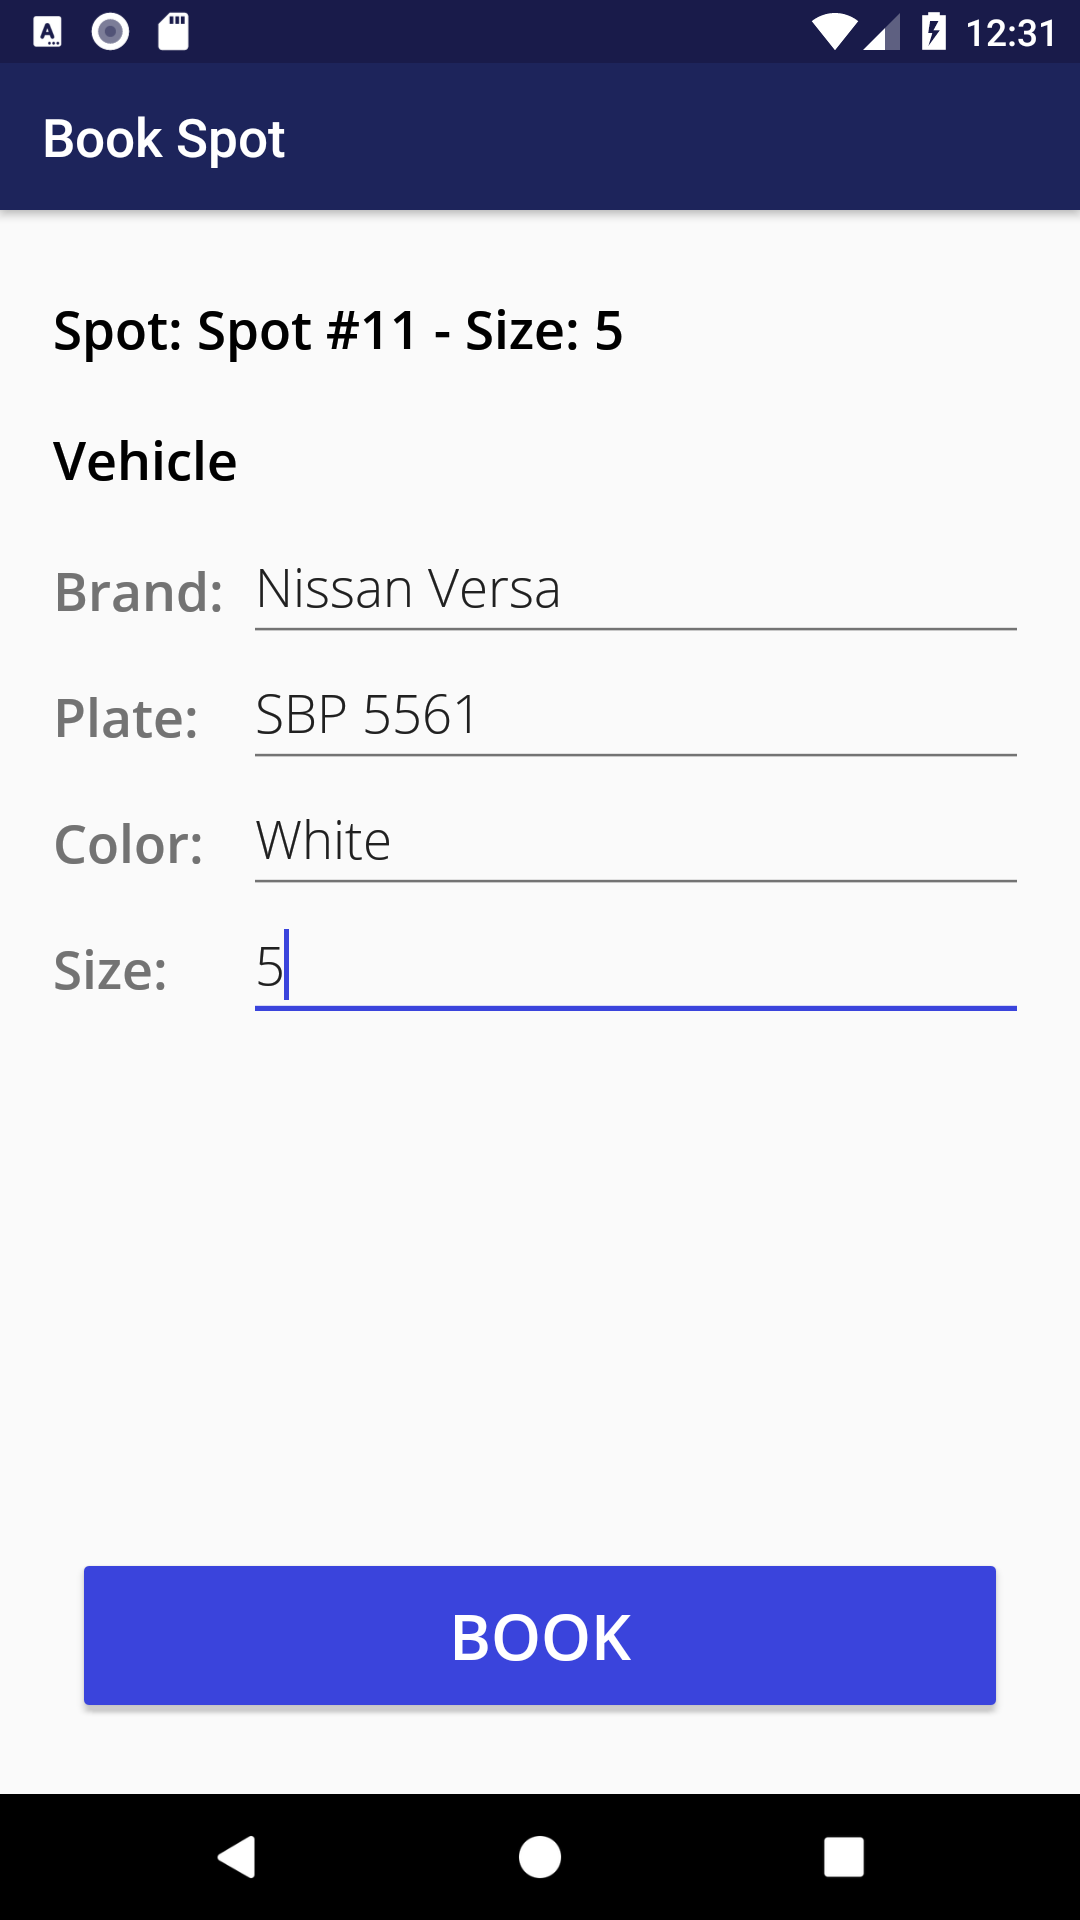 12:31
Book Spot
Spot: Spot #11 - Size: 5
Vehicle
Brand: Nissan Versa
Plate: SBP 5561
Color: White
Size: 5
BOOK